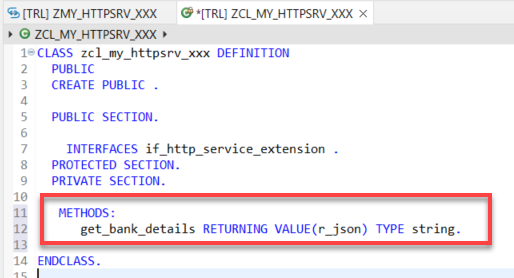 [TRL] ZMY_HTTPSRV_XXX *[TRL] ZCL_MY_HTTPSRV_XXX
ZCL_MY_HTTPSRV_XXX
1 CLASS zcl_my_httpsrv_xxx DEFINITION
2 PUBLIC
3 CREATE PUBLIC .
4
5 PUBLIC SECTION.
6
7 INTERFACES if_http_service_extension .
8 PROTECTED SECTION.
9 PRIVATE SECTION.
10
11 METHODS:
12 get_bank_details RETURNING VALUE(r_json) TYPE string.
13
14 ENDCLASS.
15